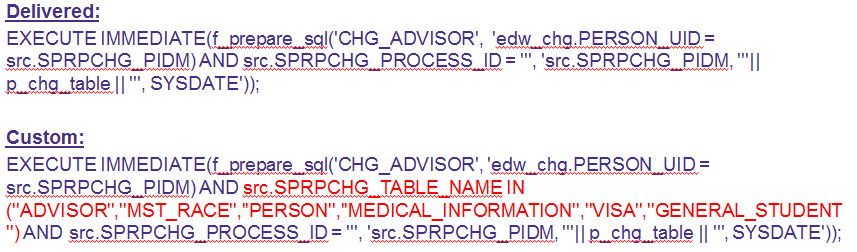 Delivered:
EXECUTE IMMEDIATE(f_prepare_sql('CHG_ADVISOR', 'edw_chg.PERSON_UID =
src.SPRPCHG_PIDM) AND src.SPRPCHG_PROCESS_ID = ''', 'src.SPRPCHG_PIDM, '''||
p_chg_table || ''', SYSDATE'));
Custom:
EXECUTE IMMEDIATE(f_prepare_sql('CHG_ADVISOR', 'edw_chg.PERSON_UID =
src.SPRPCHG_PIDM) AND src.SPRPCHG_TABLE_NAME IN
(''ADVISOR'',''MST_RACE'',''PERSON'',''MEDICAL_INFORMATION'',''VISA'',''GENERAL_STUDENT
'') AND src.SPRPCHG_PROCESS_ID = ''', 'src.SPRPCHG_PIDM, '''|| p_chg_table || ''', SYSDATE'));